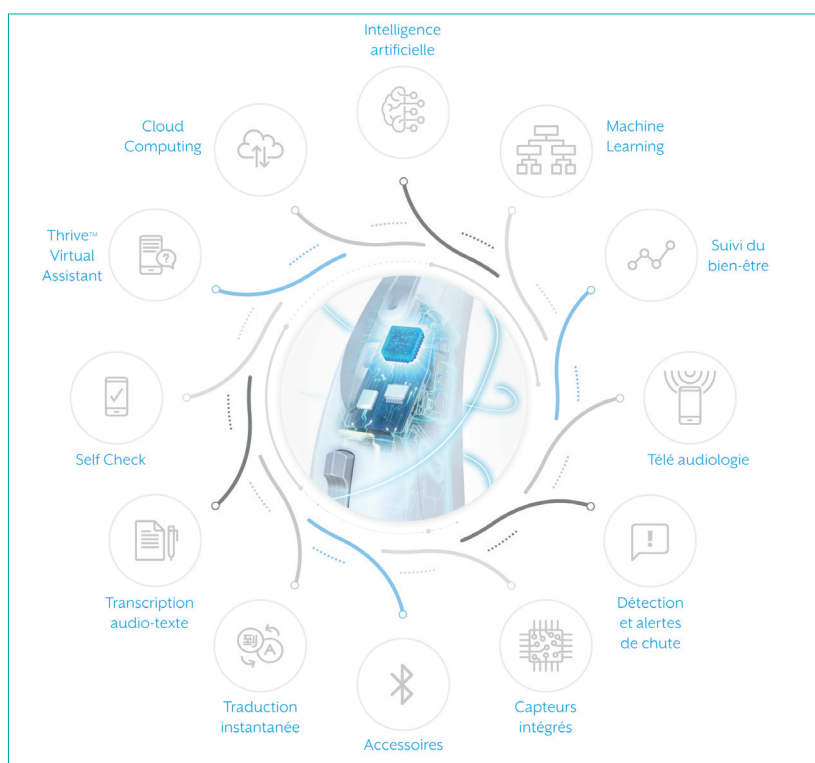 Intelligence
artificielle
Machine
Learning
Suivi du
bien-être
Télé audiologie
Détection
et alertes
de chute
Capteurs
intégrés
Accessoires
Traduction
instantanée
Transcription
audio-texte
Self Check
Thrive™
Virtual
Assistant
Cloud
Computing
到
A